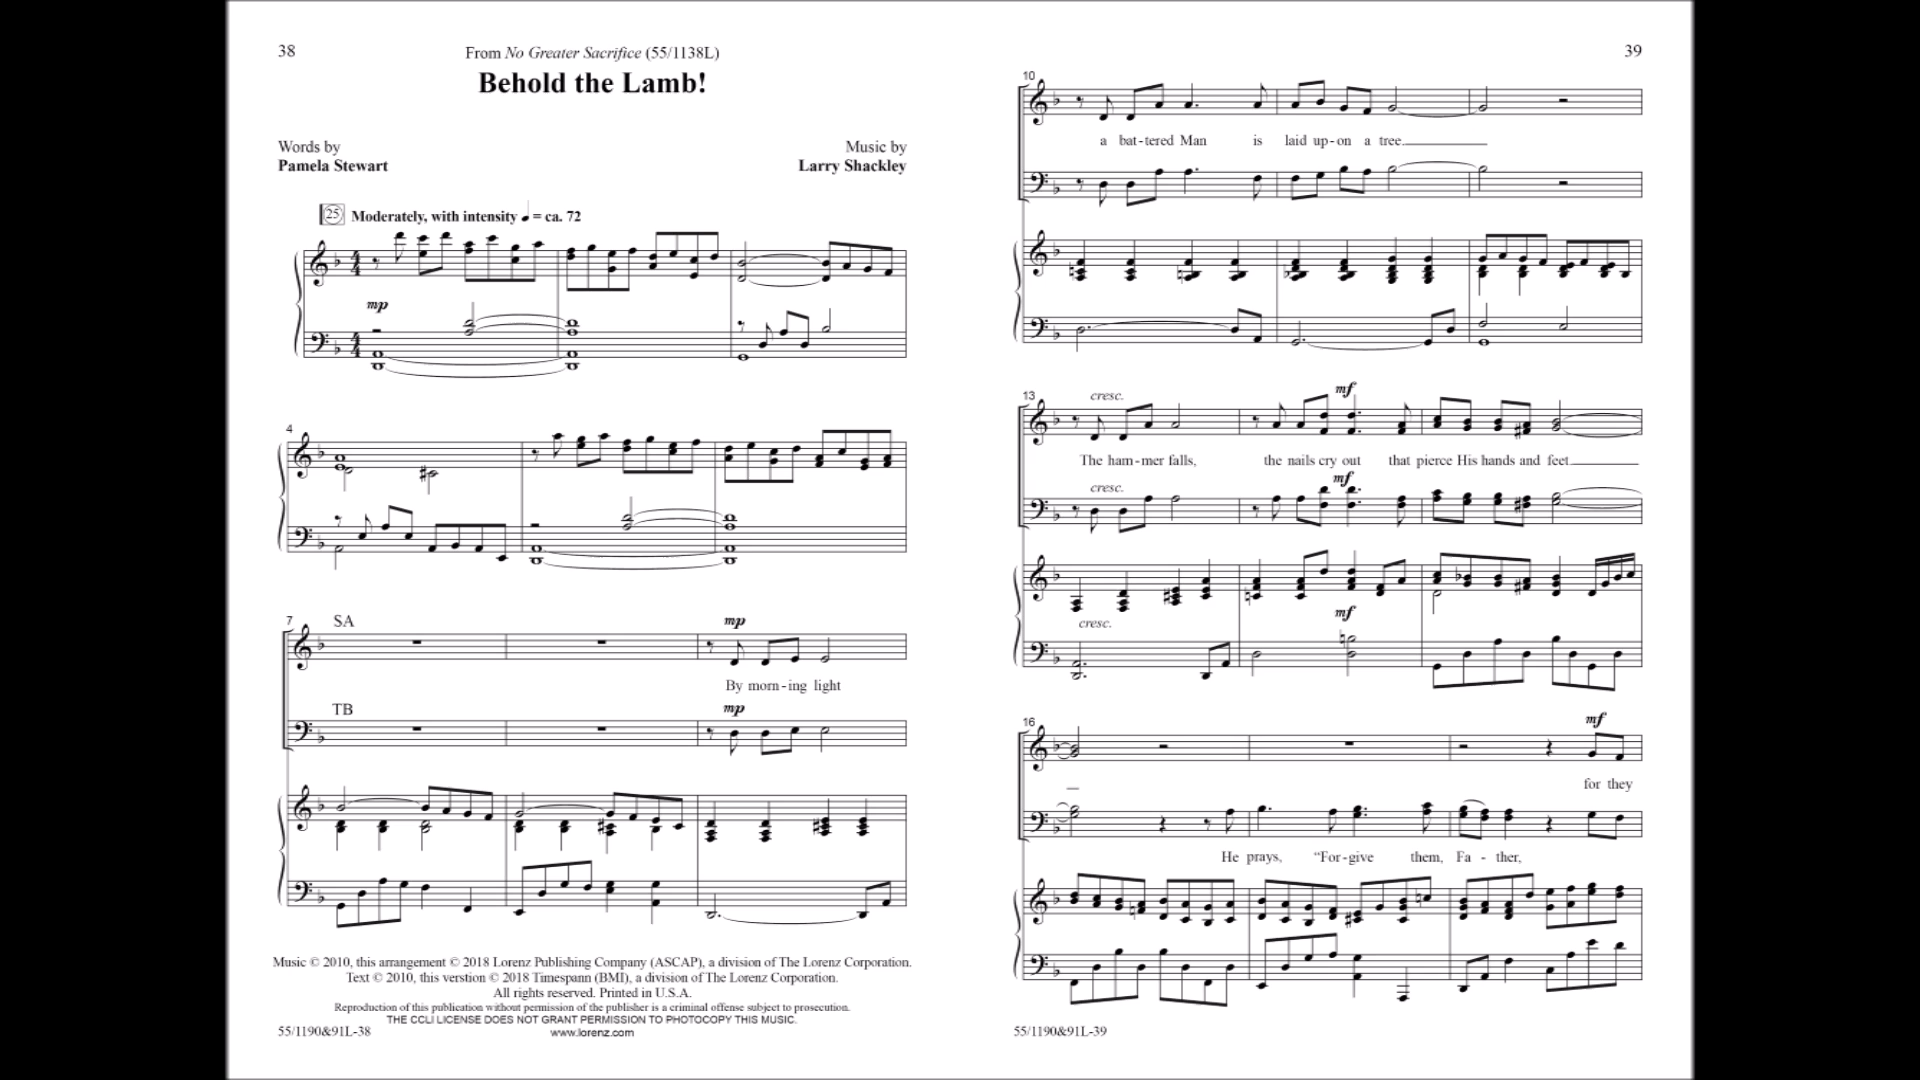 38
From No Greater Sacrifice (55/1138L)
Behold the Lamb!
Words by
Pamela Stewart
Music by
Larry Shackley
25 Moderately, with intensity ♩ = ca. 72
mp
4
7
SA
mp
By morn - ing light
TB
mp
Music © 2010, this arrangement © 2018 Lorenz Publishing Company (ASCAP), a division of The Lorenz Corporation.
Text © 2010, this verstion © 2018 Timespann (BMI), a division of The Lorenz Corporation.
All rights reserved. Printed in U.S.A.
Reproduction of this publication without permission of the publisher is a criminal offense subject to prosecution.
THE CCLI LICENSE DOES NOT GRANT PERMISSION TO PHOTOCOPY THIS MUSIC.
www.lorenz.com
55/1190&91L-38
39
10
a bat - tered Man is laid up - on a tree.
13
cresc. mf
The ham - mer falls, the nails cry out that pierce His hands and feet
cresc. mf
mf
cresc.
16
mf
for they
He prays, “For - give them, Fa - ther,
55/1190&91L-39